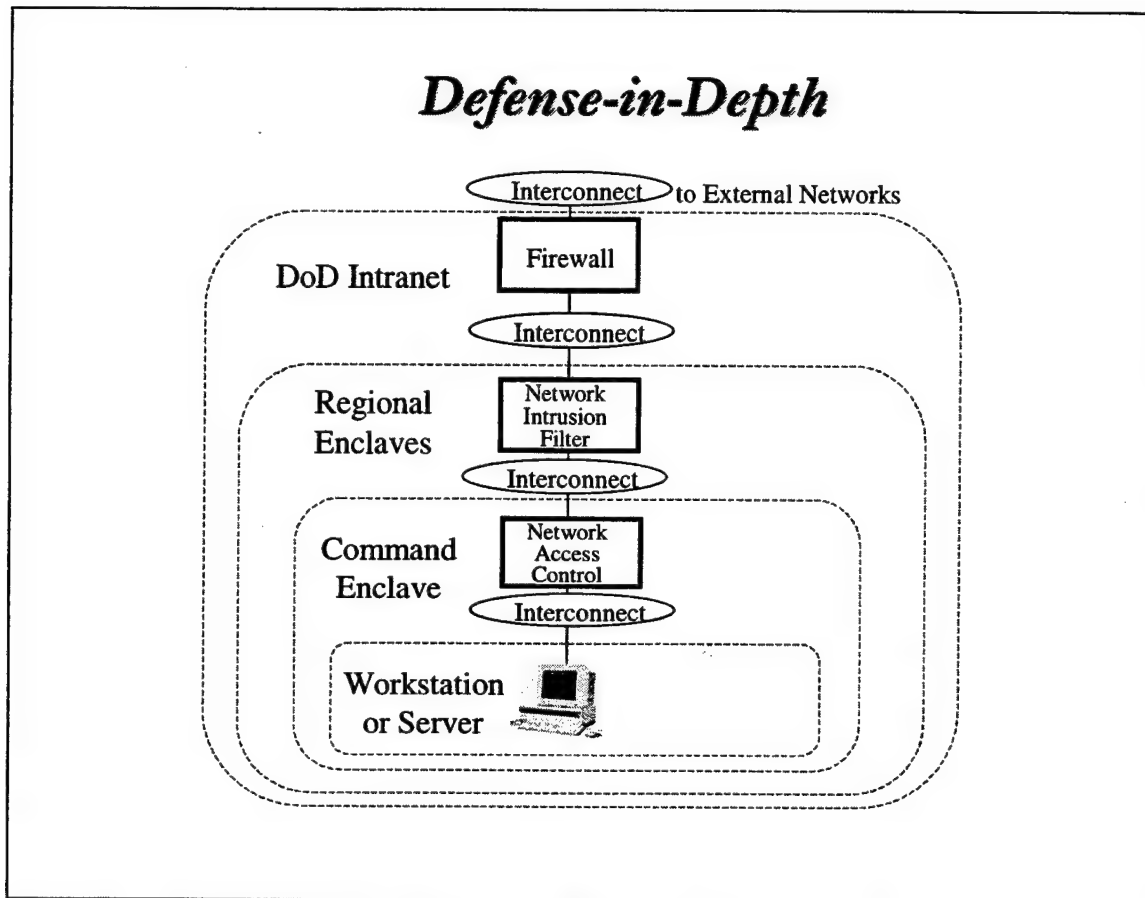 Defense-in-Depth
Interconnect to External Networks
Firewall
DoD Intranet
Interconnect
Regional
Enclaves
Network
Intrusion
Filter
Interconnect
Command
Enclave
Network
Access
Control
Interconnect
Workstation
or Server